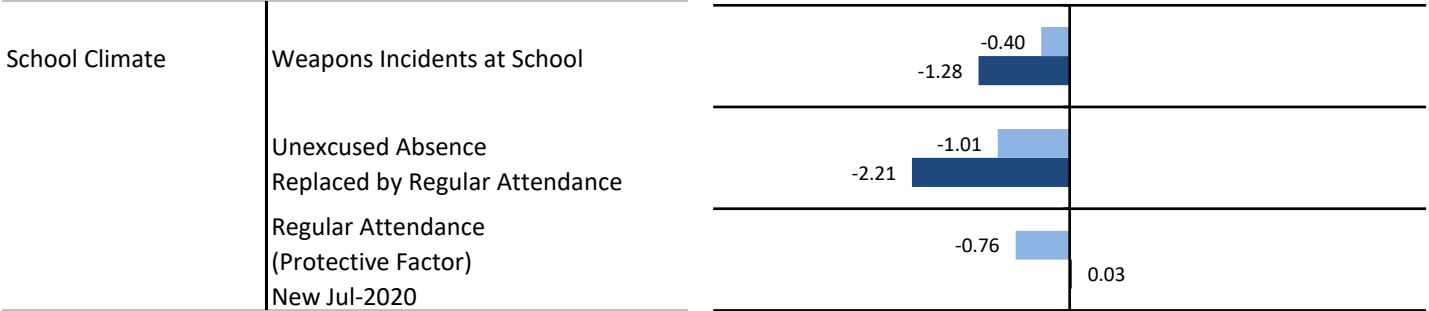 School Climate
Weapons Incidents at School
-0.40
-1.28
Unexcused Absence
Replaced by Regular Attendance
-1.01
-2.21
Regular Attendance
(Protective Factor)
New Jul-2020
-0.76
0.03